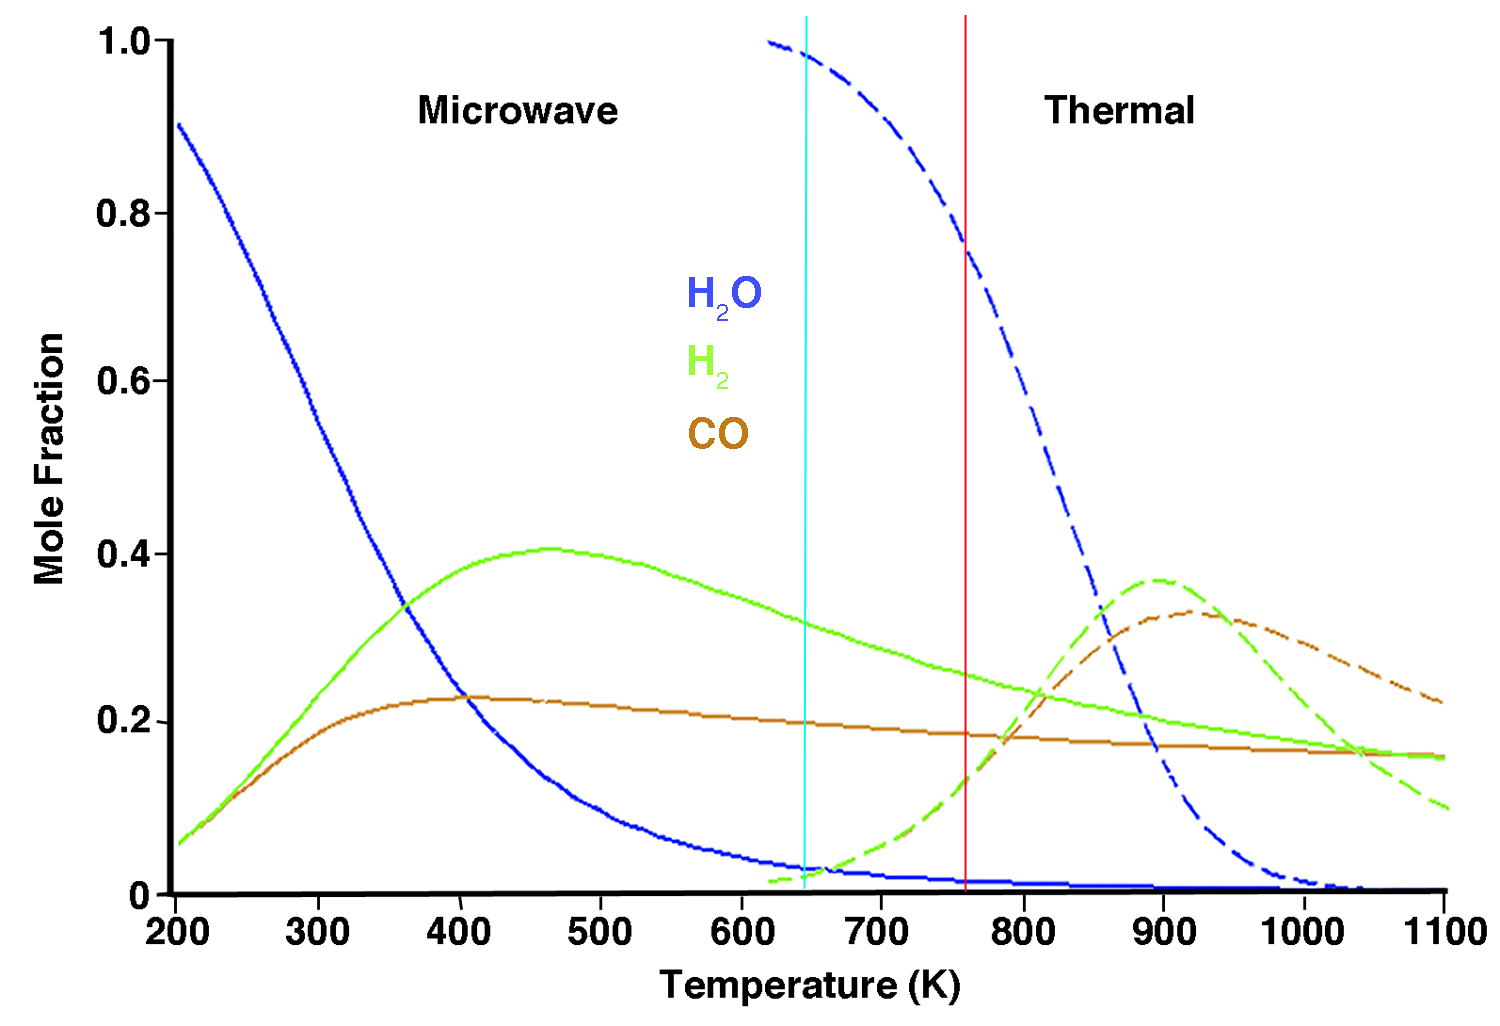 1.0
Microwave
Thermal
0.8
H₂O
H₂
0.6
CO
Mole Fraction
0.4
0.2
0
200 300 400 500 600 700 800 900 1000 1100
Temperature (K)